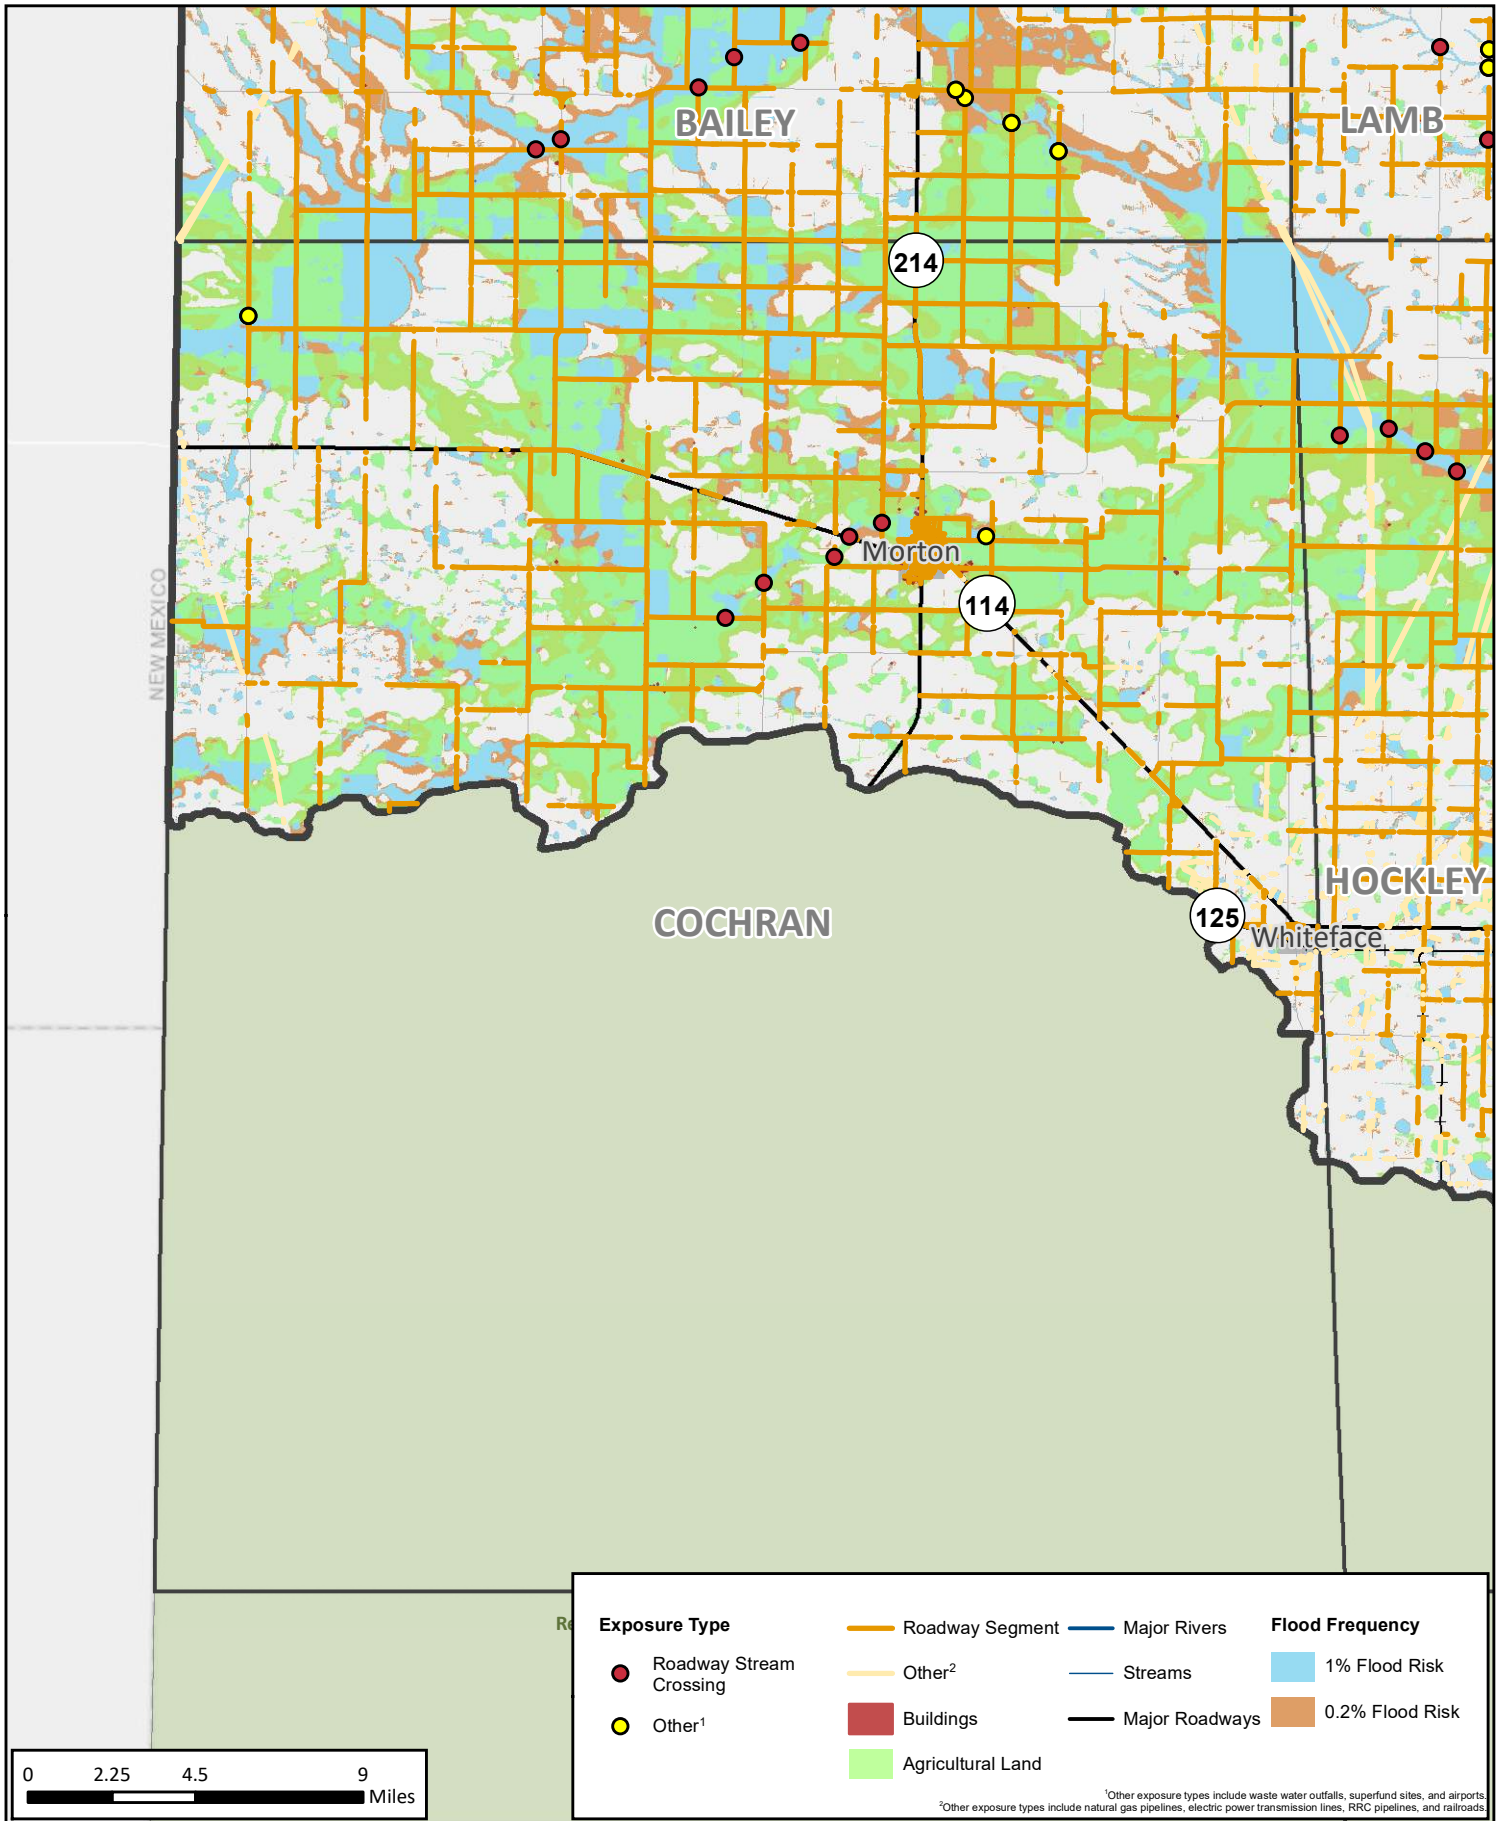 BAILEY
LAMB
214
NEW MEXICO
Morton
114
HOCKLEY
COCHRAN
125
Whiteface
Re
Exposure Type
Roadway Stream
Crossing
Other1
Roadway Segment
Other2
Buildings
Agricultural Land
Major Rivers
Streams
Major Roadways
Flood Frequency
1% Flood Risk
0.2% Flood Risk
1Other exposure types include waste water outfalls, superfund sites, and airports.
2Other exposure types include natural gas pipelines, electric power transmission lines, RRC pipelines, and railroads.
0 2.25 4.5 9
Miles